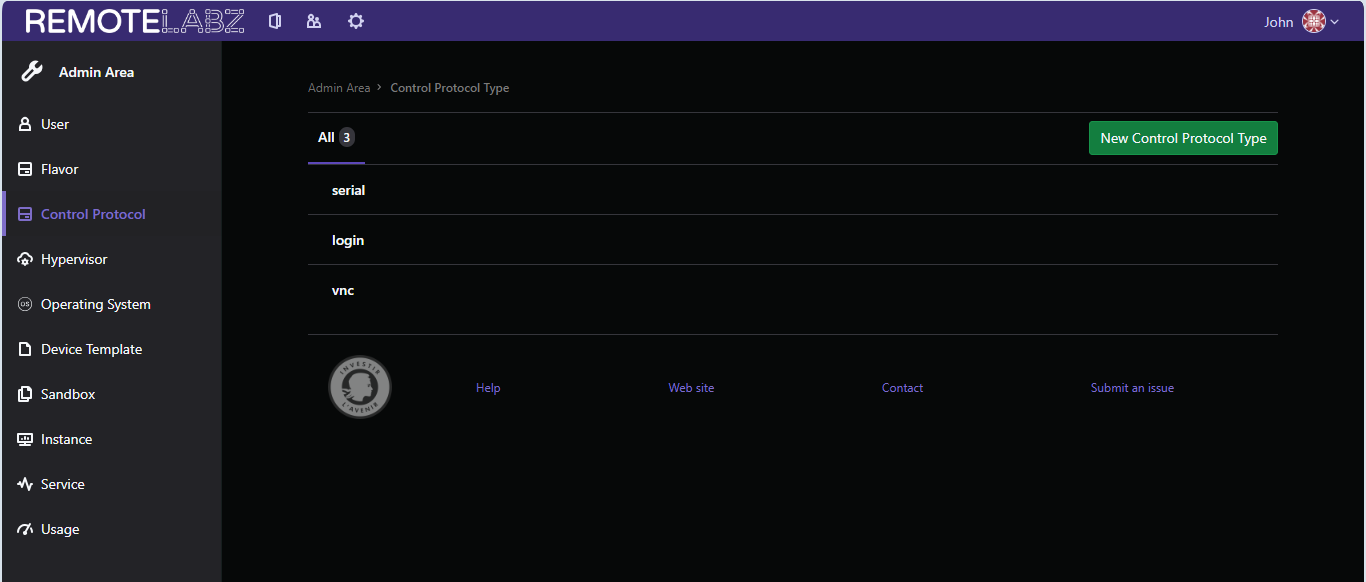 REMOTELABZ
John
Admin Area
User
Flavor
Control Protocol
Hypervisor
OS Operating System
Device Template
Sandbox
Instance
Service
Usage
Admin Area > Control Protocol Type
All 3
New Control Protocol Type
serial
login
vnc
INVESTIR
L'AVENIR
Help
Web site
Contact
Submit an issue